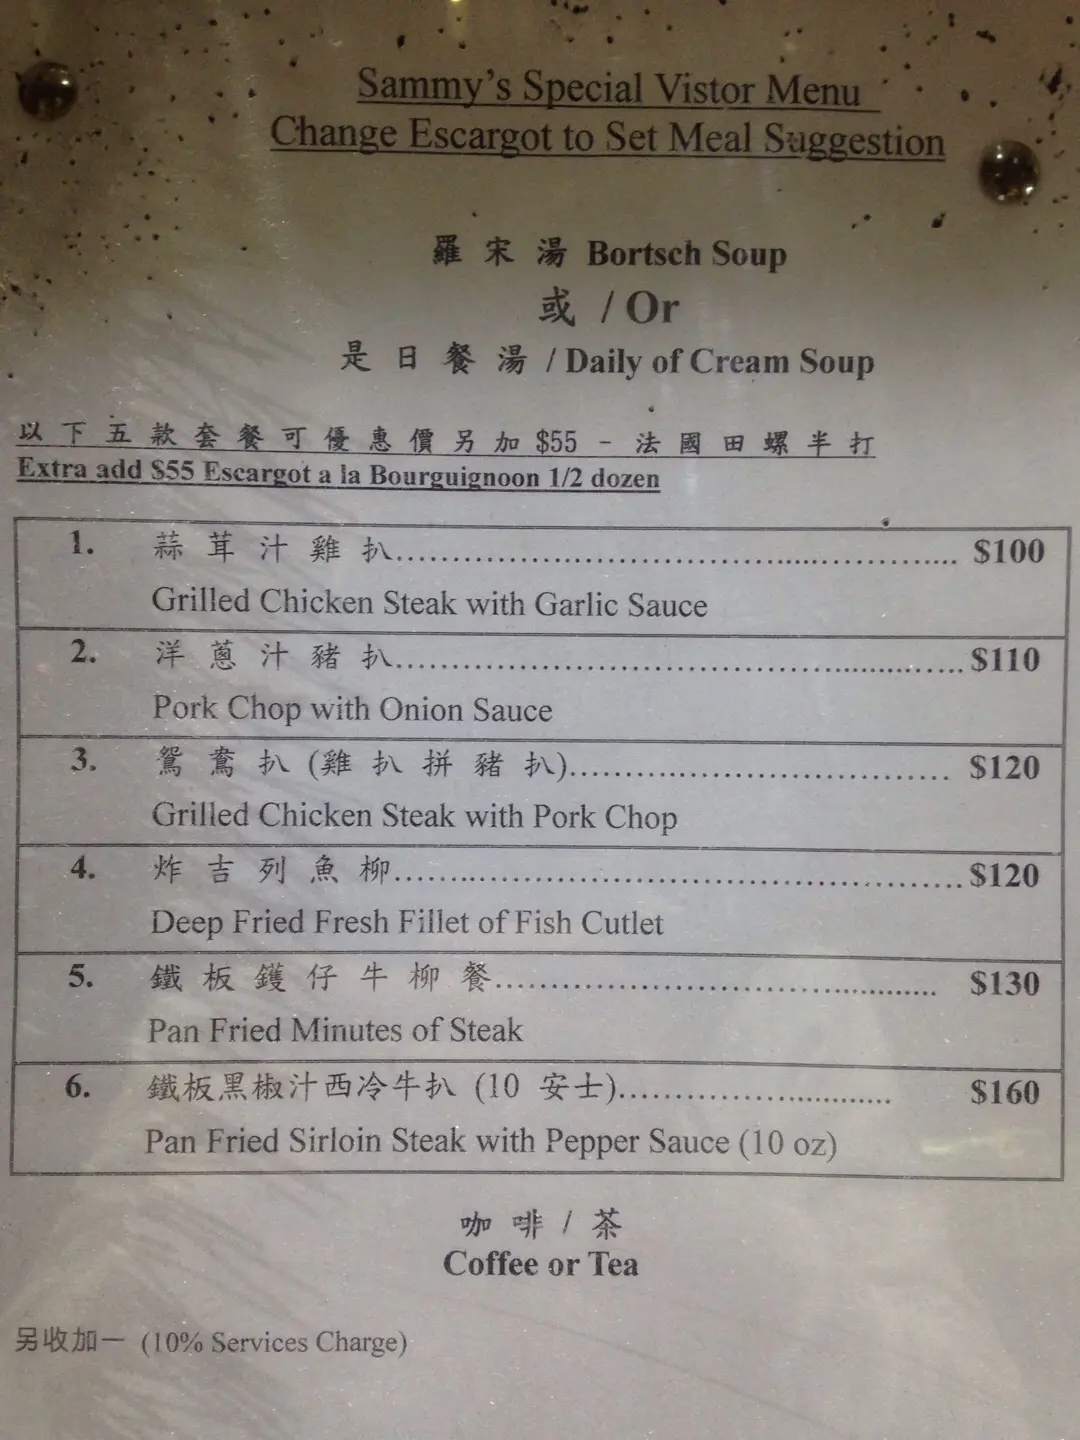 Sammy's Special Vistor Menu
Change Escargot to Set Meal Suggestion
羅宋湯 Bortsch Soup
或 / Or
是日餐湯 / Daily of Cream Soup
以下五款套餐可優惠價另加 $55 - 法國田螺半打
Extra add $55 Escargot a la Bourguignoon 1/2 dozen
1. 蒜茸汁雞扒 $100
Grilled Chicken Steak with Garlic Sauce
2. 洋蔥汁豬扒 $110
Pork Chop with Onion Sauce
3. 鴛鴦扒 (雞扒拼豬扒) $120
Grilled Chicken Steak with Pork Chop
4. 炸吉列魚柳 $120
Deep Fried Fresh Fillet of Fish Cutlet
5. 鐵板鑊仔牛柳餐 $130
Pan Fried Minutes of Steak
6. 鐵板黑椒汁西冷牛扒 (10 安士) $160
Pan Fried Sirloin Steak with Pepper Sauce (10 oz)
咖啡 / 茶
Coffee or Tea
另收加一 (10% Services Charge)